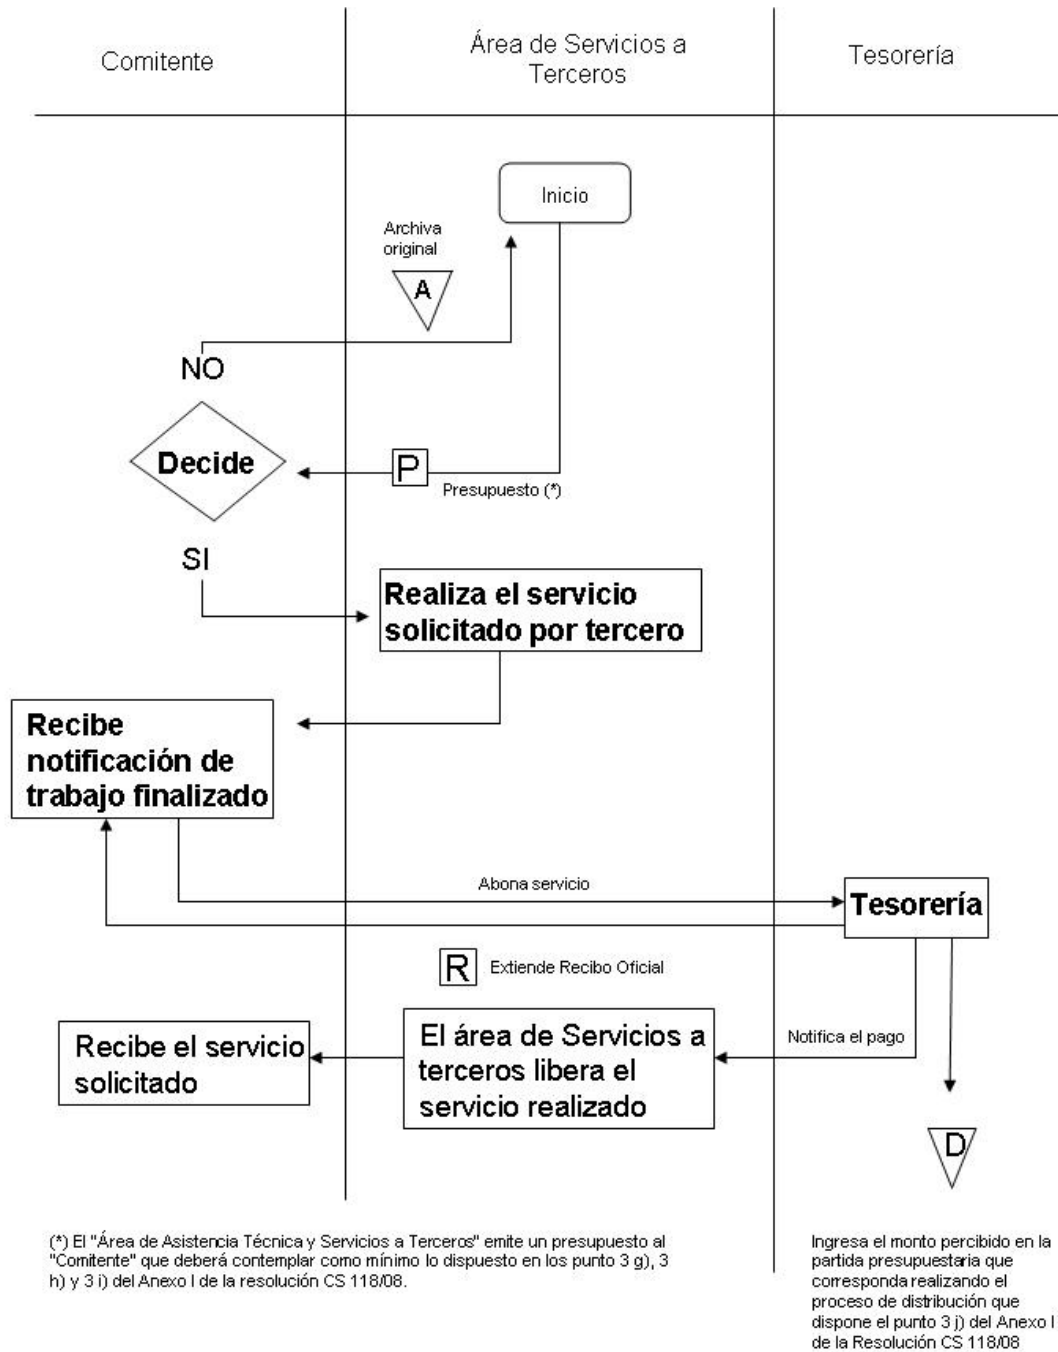 Comitente
Área de Servicios a
Terceros
Tesorería
Inicio
Archiva
original
A
NO
Decide
P
Presupuesto (*)
SI
Realiza el servicio
solicitado por tercero
Recibe
notificación de
trabajo finalizado
Abona servicio
Tesorería
R
Extiende Recibo Oficial
Notifica el pago
Recibe el servicio
solicitado
El área de Servicios a
terceros libera el
servicio realizado
D
(*) El "Área de Asistencia Técnica y Servicios a Terceros" emite un presupuesto al
"Comitente" que deberá contemplar como mínimo lo dispuesto en los punto 3 g), 3
h) y 3 i) del Anexo I de la resolución CS 118/08.
Ingresa el monto percibido en la
partida presupuestaria que
corresponda realizando el
proceso de distribución que
dispone el punto 3 j) del Anexo I
de la Resolución CS 118/08